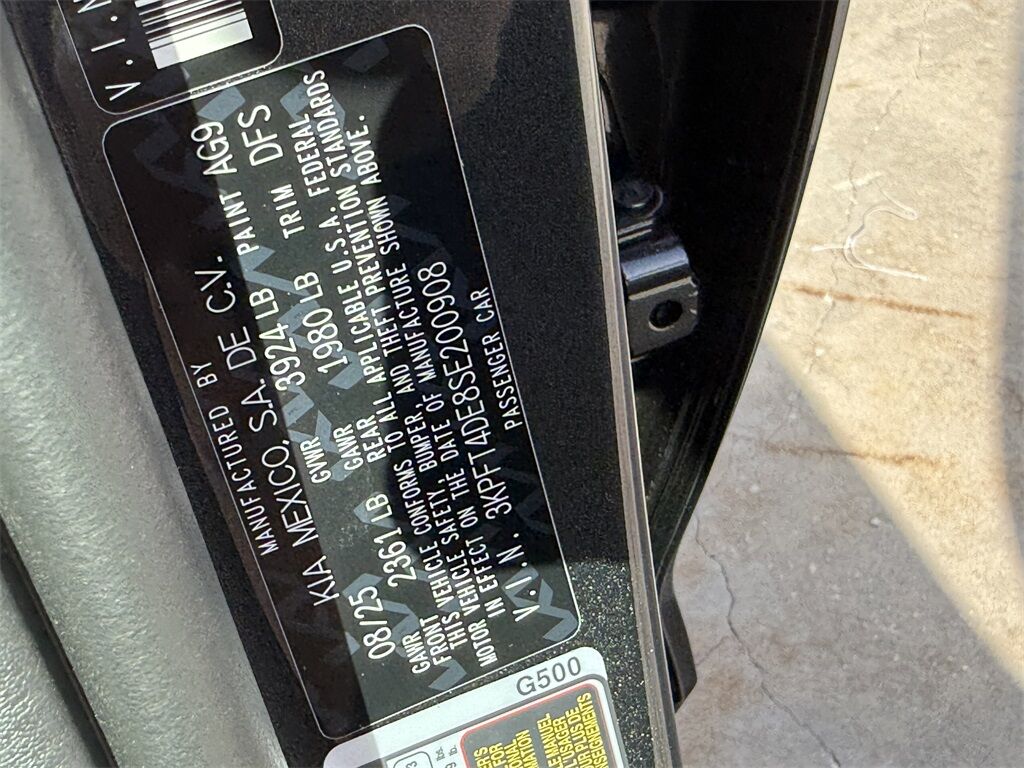 V.I.N
MANUFACTURED BY
KIA MEXICO, S.A. DE C.V.
08/25 GVWR 3924 LB PAINT AG9
GAWR FRONT 2361 LB GAWR REAR 1980 LB TRIM DFS
THIS VEHICLE CONFORMS TO ALL APPLICABLE U.S.A. FEDERAL
MOTOR VEHICLE SAFETY, BUMPER, AND THEFT PREVENTION STANDARDS
IN EFFECT ON THE DATE OF MANUFACTURE SHOWN ABOVE.
V.I.N. 3KPFT4DE8SE200908
PASSENGER CAR
G500
MANUEL